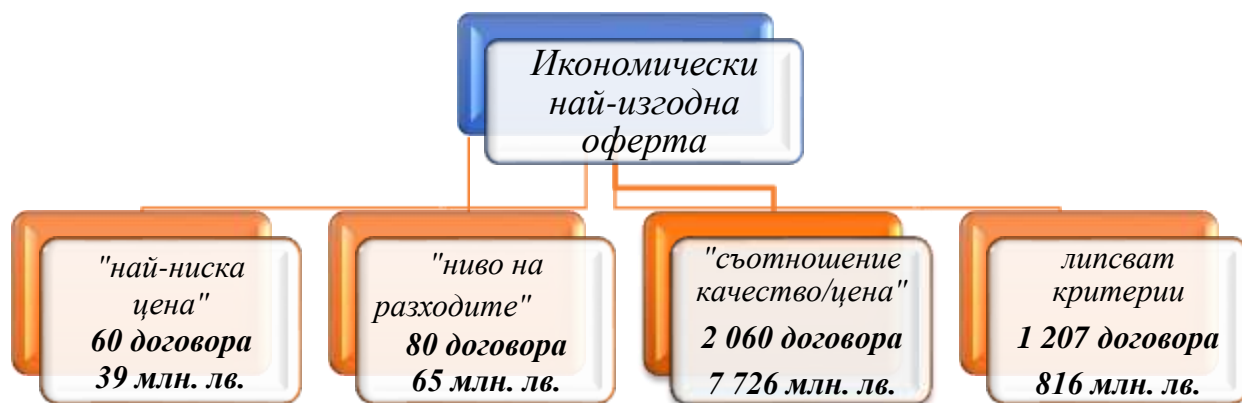 Икономически
най-изгодна
оферта
"най-ниска
цена"
60 договора
39 млн. лв.
"ниво на
разходите"
80 договора
65 млн. лв.
"съотношение
качество/цена"
2 060 договора
7 726 млн. лв.
липсват
критерии
1 207 договора
816 млн. лв.